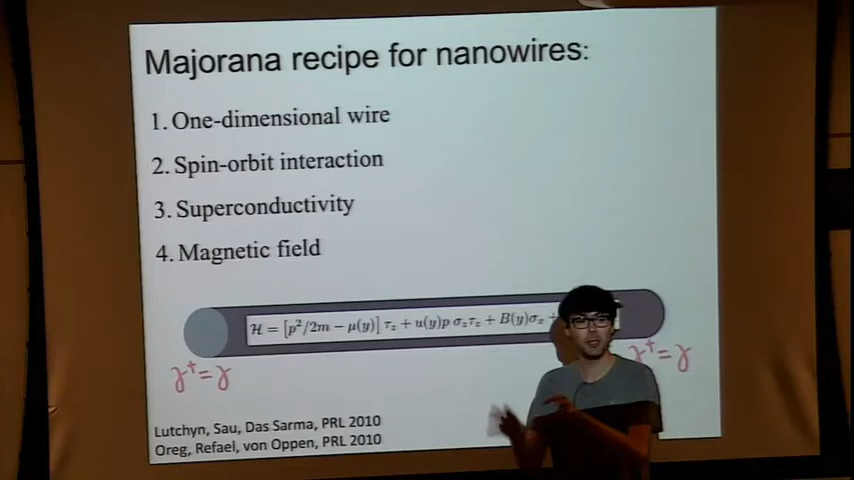 Majorana recipe for nanowires:
1. One-dimensional wire
2. Spin-orbit interaction
3. Superconductivity
4. Magnetic field
ℋ = [p²/2m − μ(y)] τ_z + u(y)p σ_z τ_z + B(y)σ_z +
γ† = γ
γ† = γ
Lutchyn, Sau, Das Sarma, PRL 2010
Oreg, Refael, von Oppen, PRL 2010